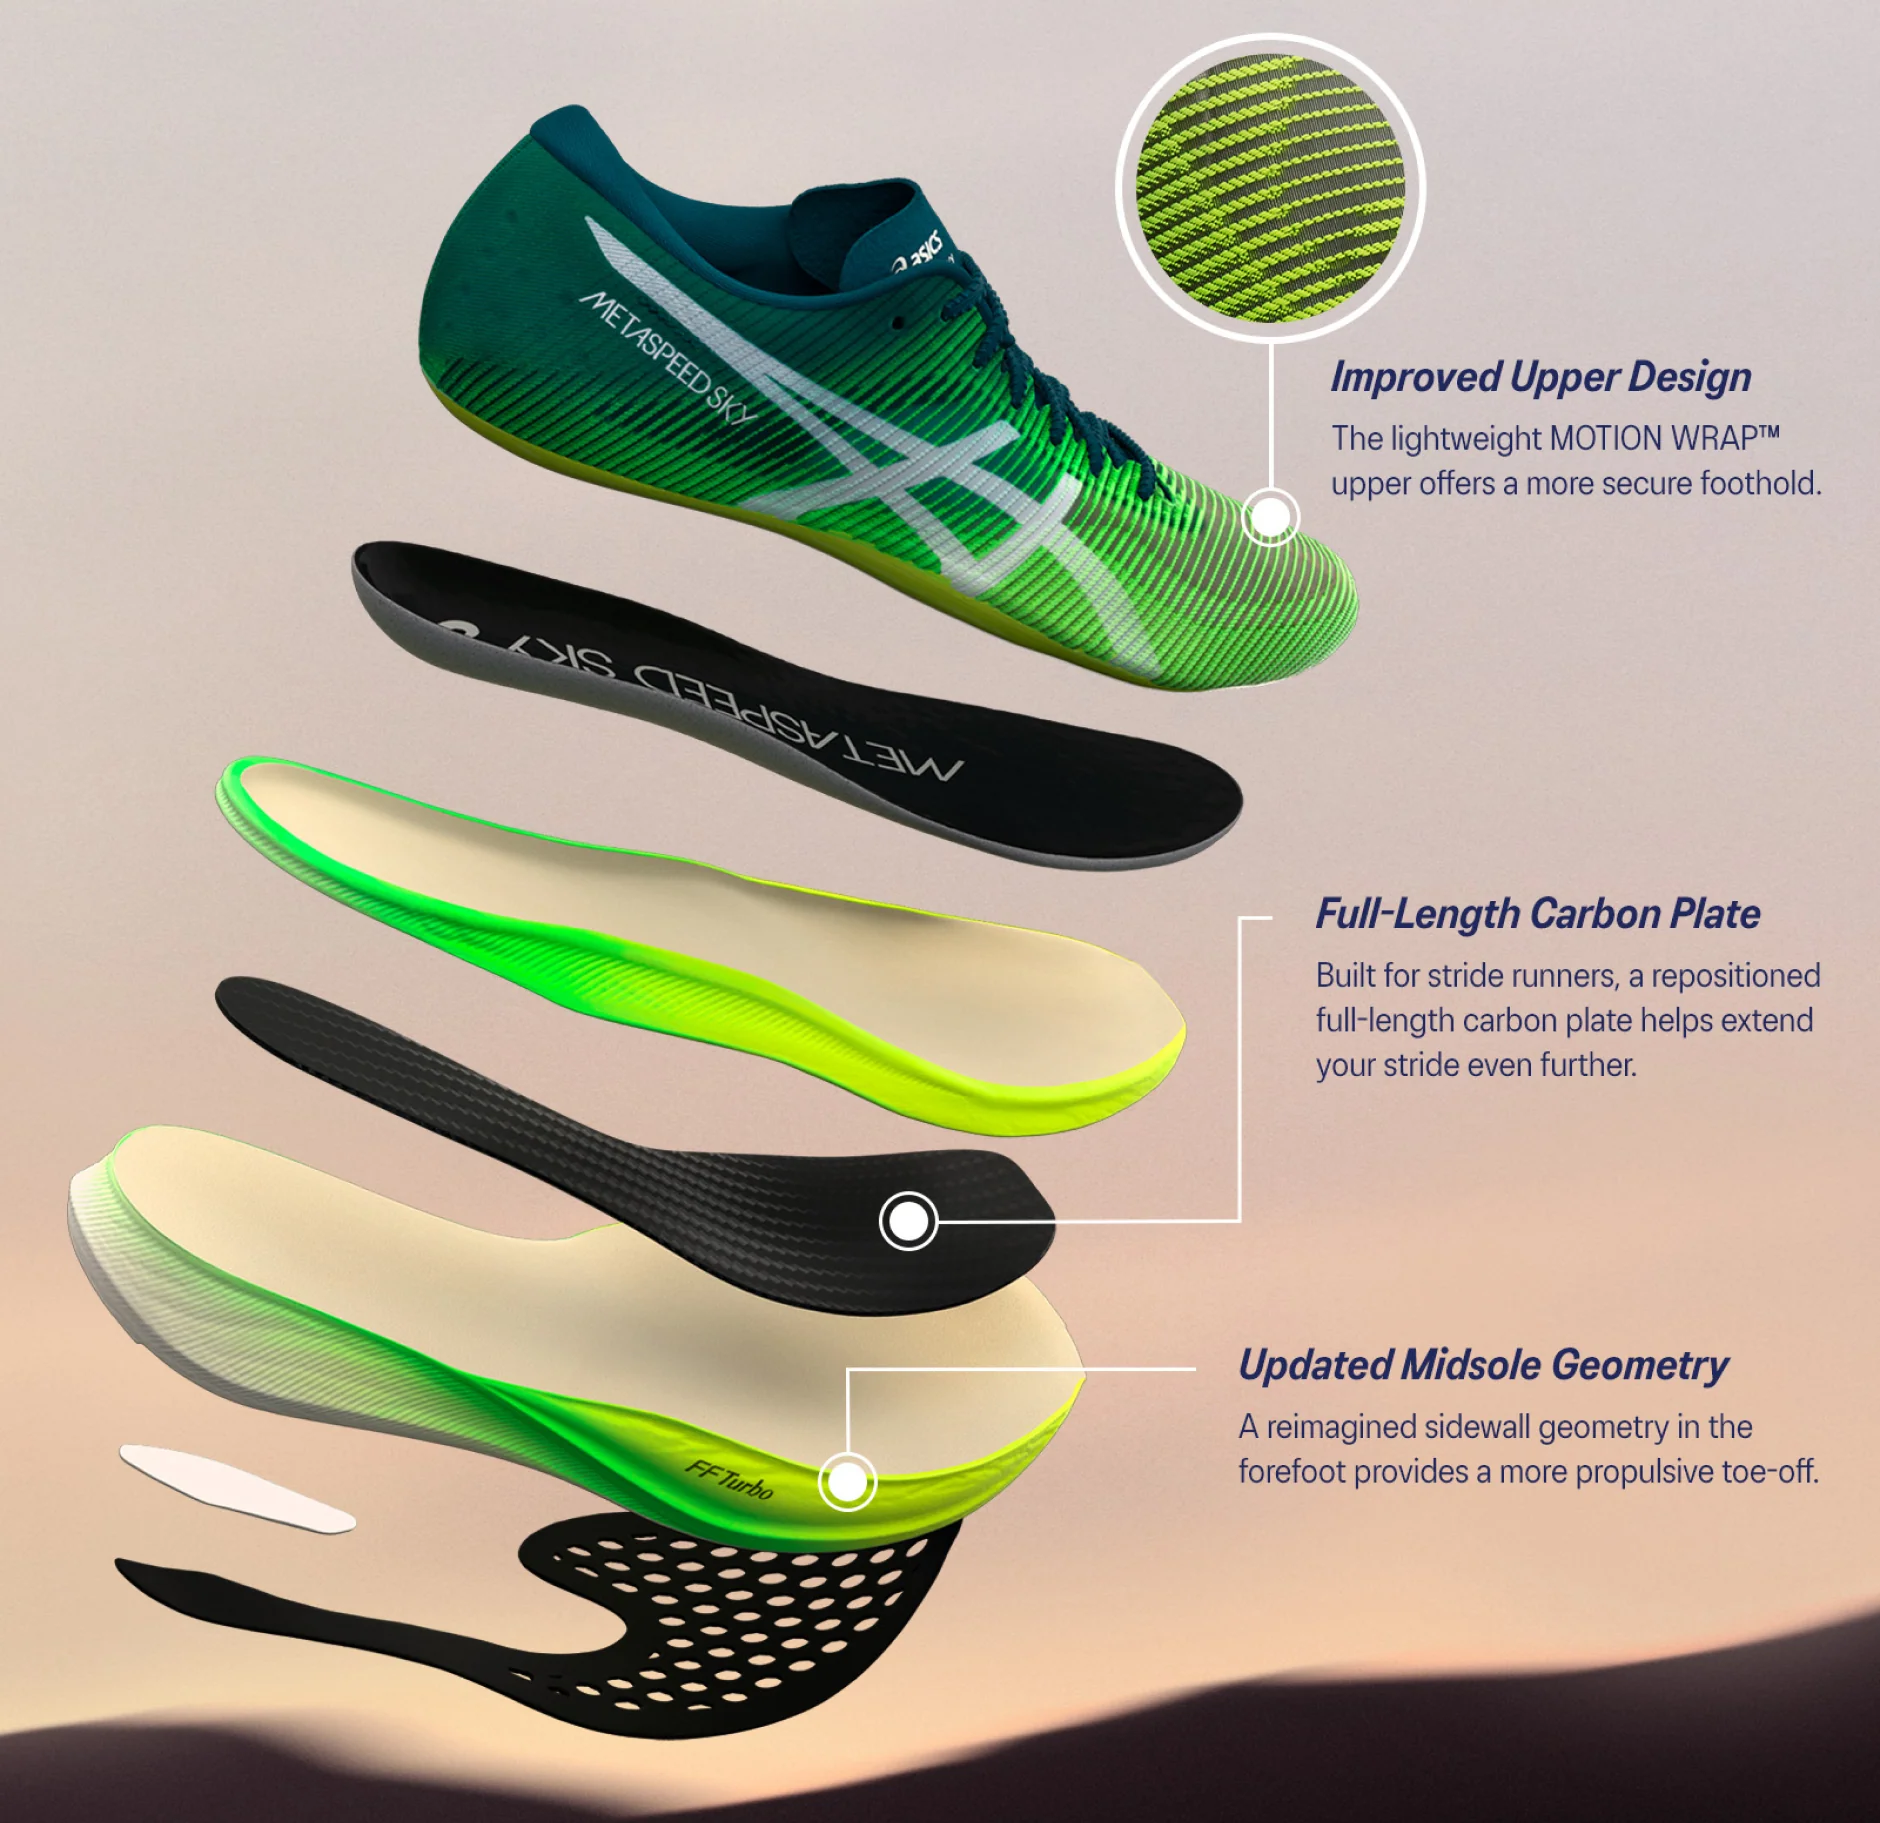 asics
METASPEED SKY
Improved Upper Design
The lightweight MOTION WRAP™
upper offers a more secure foothold.
METASPEED SKY
Full-Length Carbon Plate
Built for stride runners, a repositioned
full-length carbon plate helps extend
your stride even further.
Updated Midsole Geometry
A reimagined sidewall geometry in the
forefoot provides a more propulsive toe-off.
FF Turbo